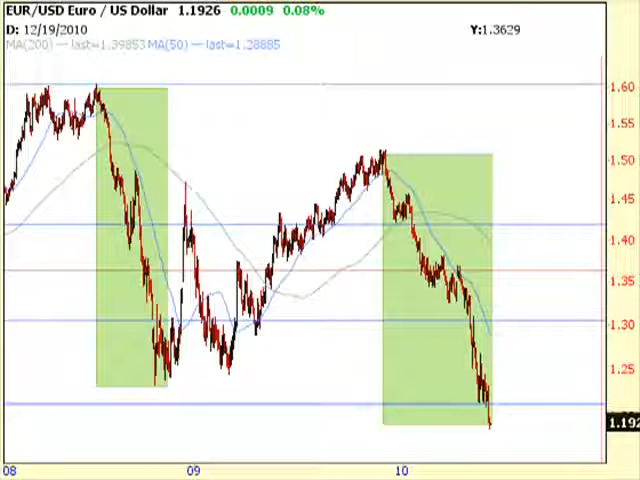 EUR/USD Euro / US Dollar 1.1926 0.0009 0.08%
D: 12/19/2010 Y:1.3629
MA(200) — last=1.39853 MA(50) — last=1.28885
1.60
1.55
1.50
1.45
1.40
1.35
1.30
1.25
1.192
08 09 10